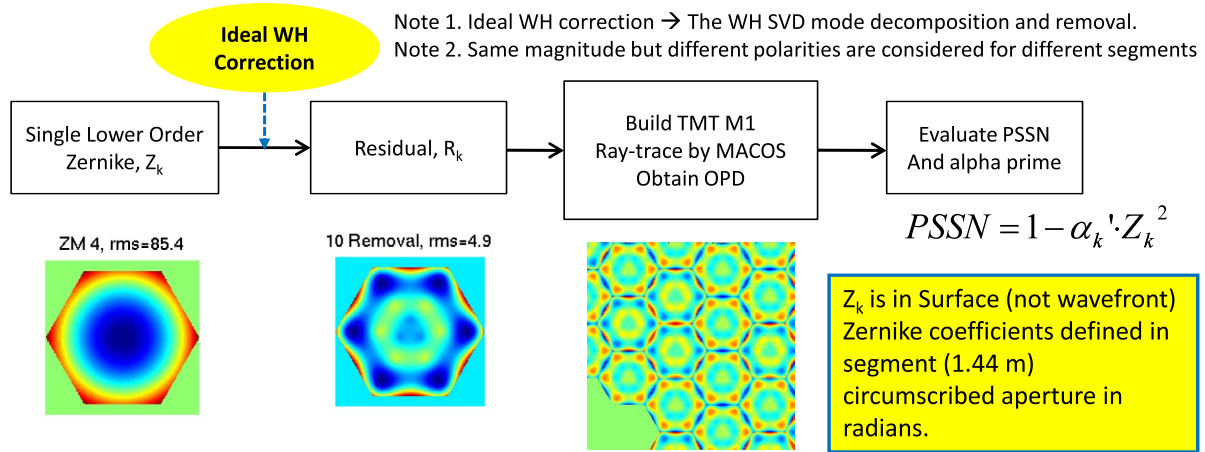 Ideal WH
Correction
Note 1. Ideal WH correction → The WH SVD mode decomposition and removal.
Note 2. Same magnitude but different polarities are considered for different segments
Single Lower Order
Zernike, Zₖ
Residual, Rₖ
Build TMT M1
Ray-trace by MACOS
Obtain OPD
Evaluate PSSN
And alpha prime
ZM 4, rms=85.4
10 Removal, rms=4.9
PSSN = 1 − αₖ'·Zₖ²
Zₖ is in Surface (not wavefront)
Zernike coefficients defined in
segment (1.44 m)
circumscribed aperture in
radians.